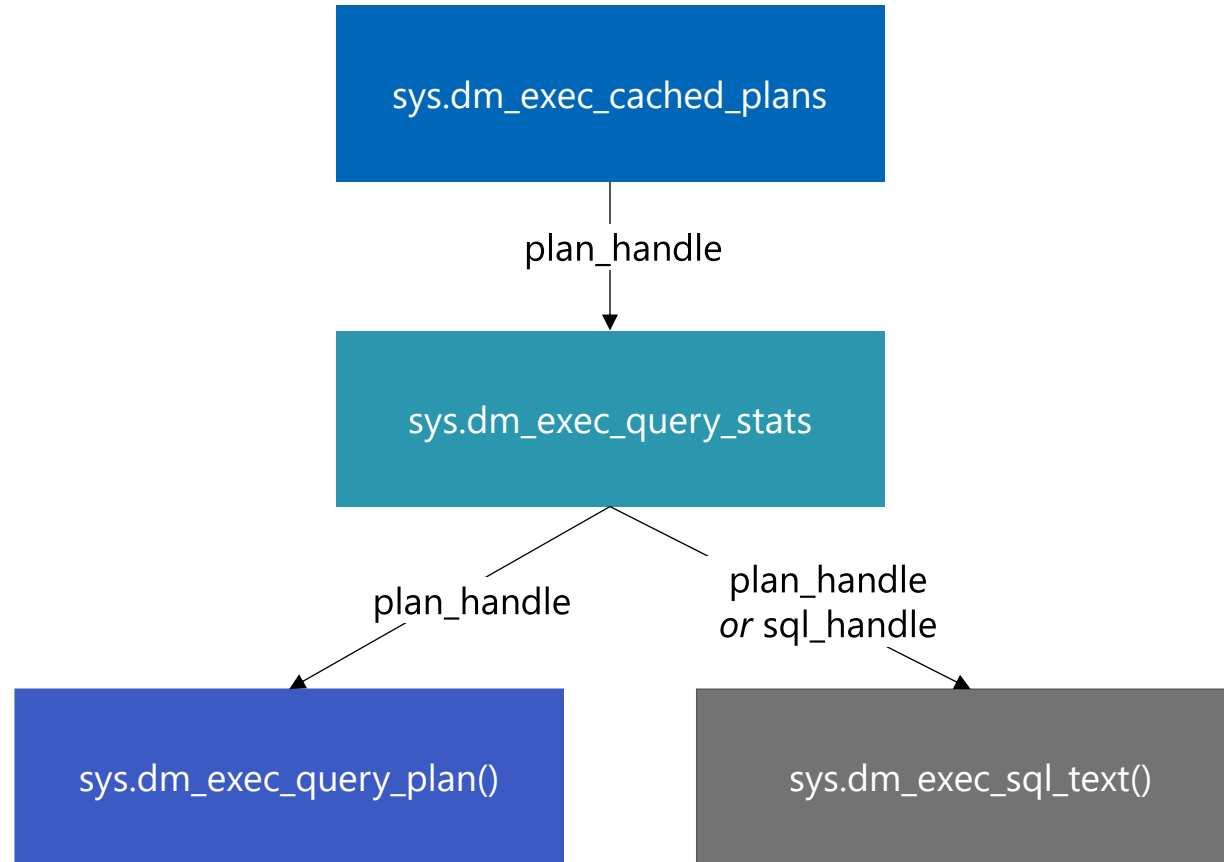 sys.dm_exec_cached_plans
plan_handle
sys.dm_exec_query_stats
plan_handle
plan_handle
or sql_handle
sys.dm_exec_query_plan()
sys.dm_exec_sql_text()